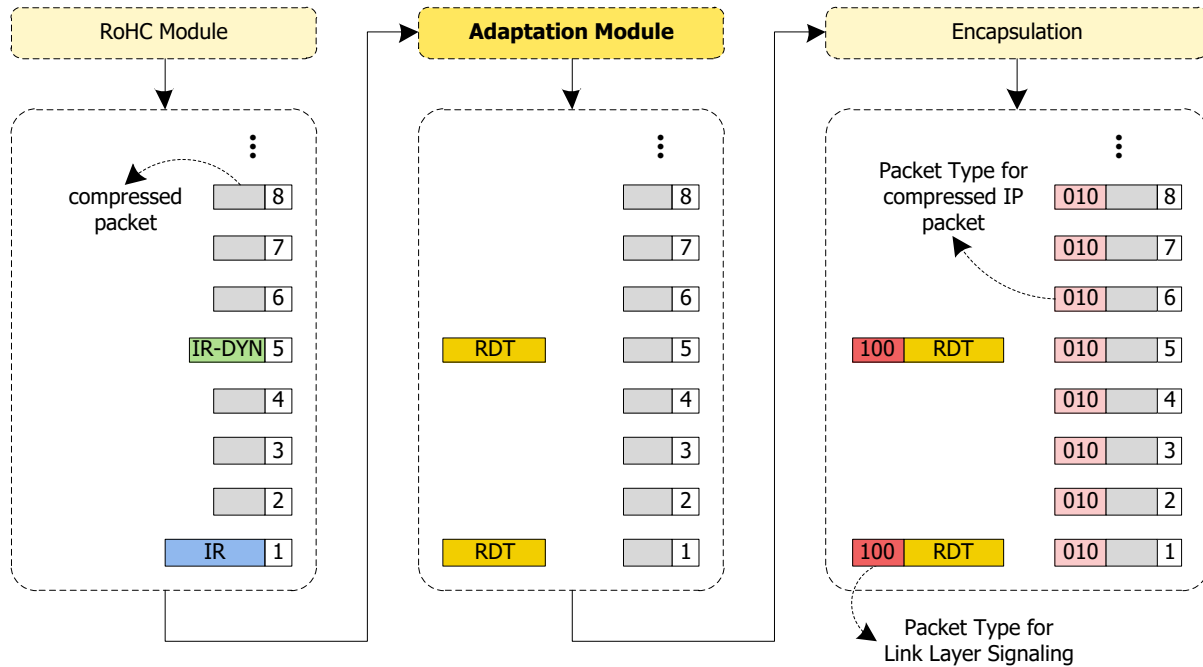 RoHC Module
Adaptation Module
Encapsulation
compressed
packet
8
7
6
IR-DYN 5
4
3
2
IR 1
8
7
6
RDT 5
4
3
2
RDT 1
Packet Type for
compressed IP
packet
010 8
010 7
010 6
100 RDT 010 5
010 4
010 3
010 2
100 RDT 010 1
Packet Type for
Link Layer Signaling